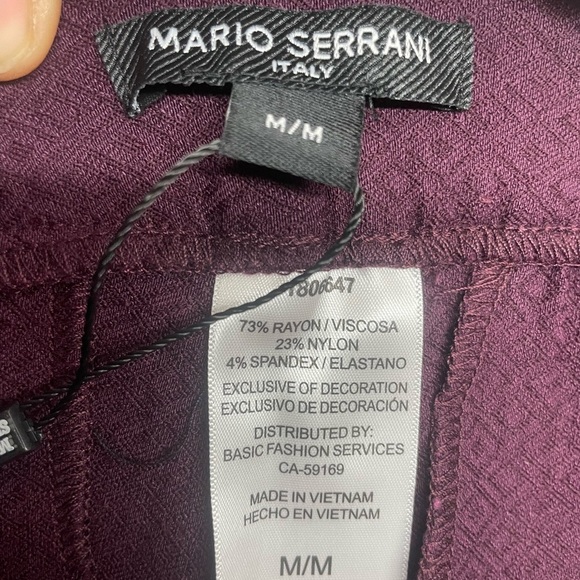 MARIO SERRANI
ITALY
M/M
73% RAYON / VISCOSA
23% NYLON
4% SPANDEX / ELASTANO
EXCLUSIVE OF DECORATION
EXCLUSIVO DE DECORACIÓN
DISTRIBUTED BY:
BASIC FASHION SERVICES
CA-59169
MADE IN VIETNAM
HECHO EN VIETNAM
M/M